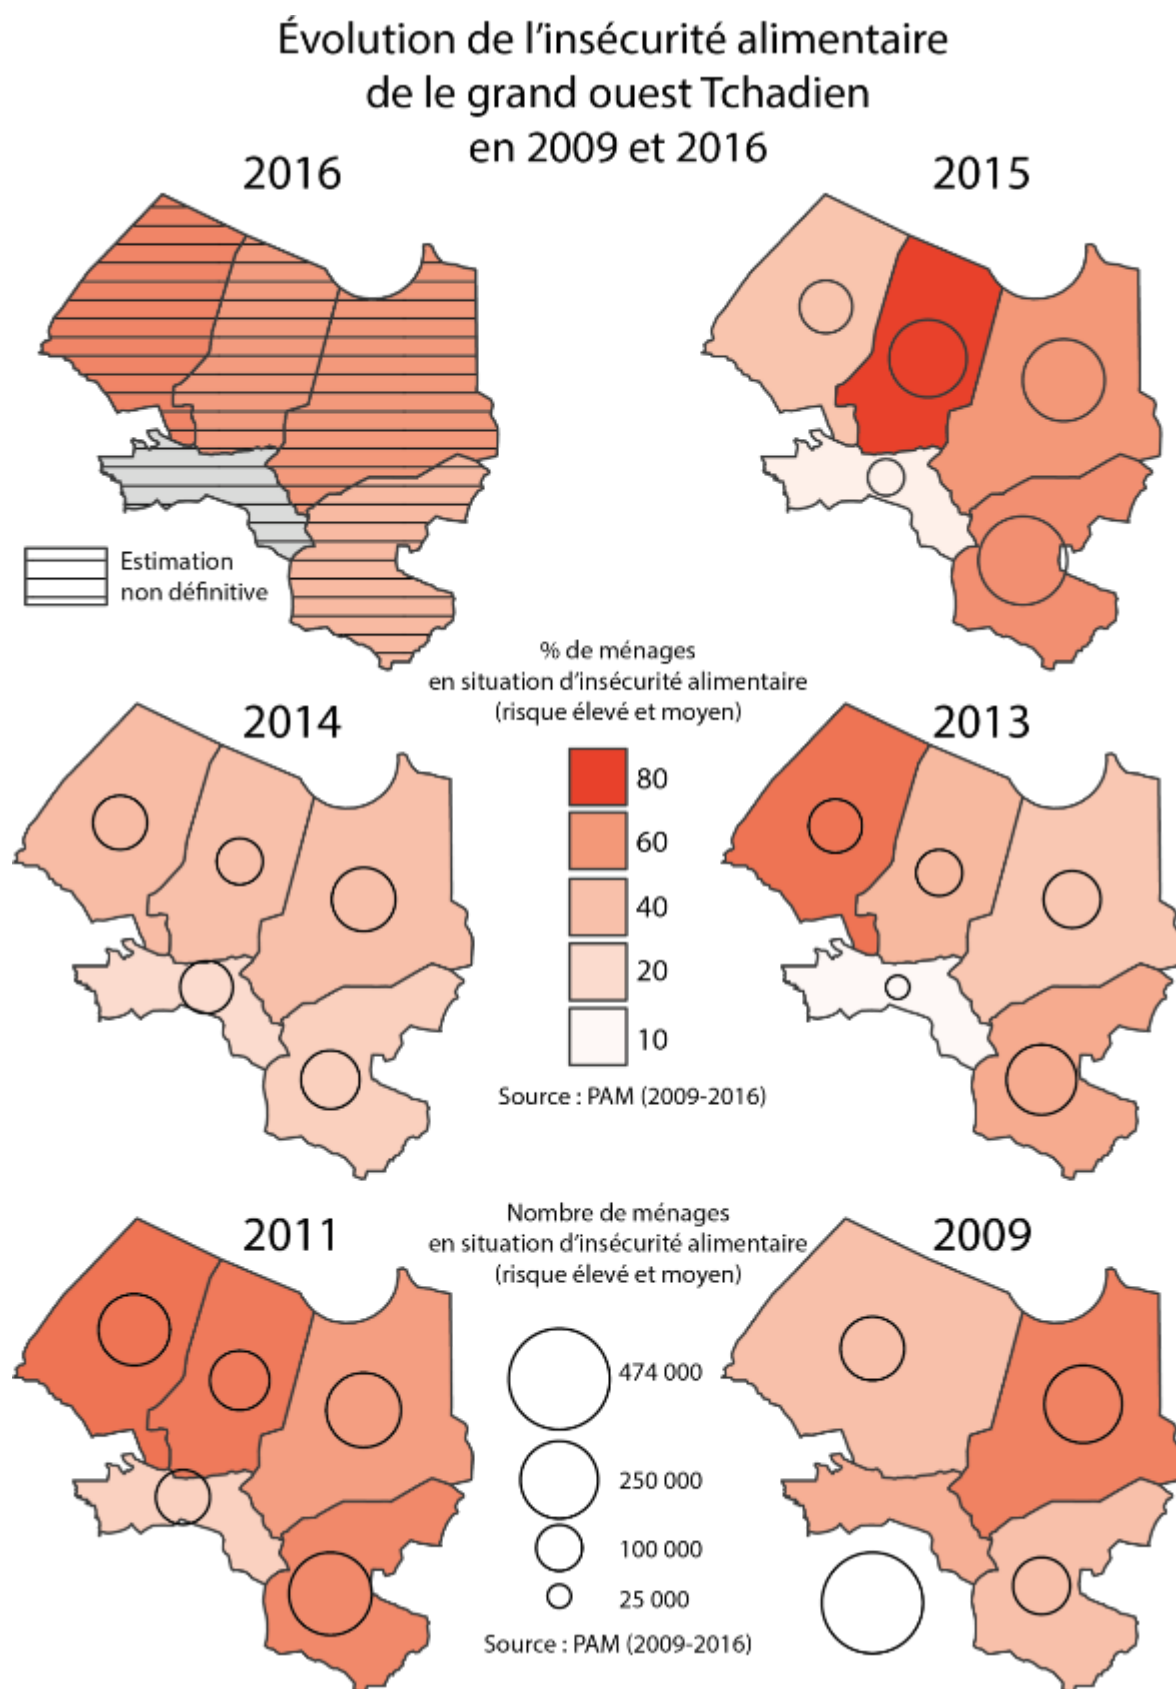 Évolution de l'insécurité alimentaire
de le grand ouest Tchadien
en 2009 et 2016
2016
2015
Estimation
non définitive
% de ménages
en situation d'insécurité alimentaire
(risque élevé et moyen)
2014
2013
80
60
40
20
10
Source : PAM (2009-2016)
2011
Nombre de ménages
en situation d'insécurité alimentaire
(risque élevé et moyen)
2009
474 000
250 000
100 000
25 000
Source : PAM (2009-2016)